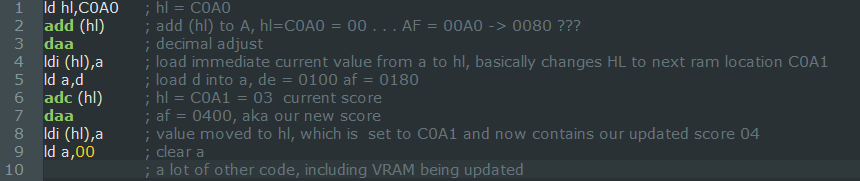 1 ld hl,C0A0 ; hl = C0A0
2 add (hl) ; add (hl) to A, hl=C0A0 = 00 . . . AF = 00A0 -> 0080 ???
3 daa ; decimal adjust
4 ldi (hl),a ; load immediate current value from a to hl, basically changes HL to next ram location C0A1
5 ld a,d ; load d into a, de = 0100 af = 0180
6 adc (hl) ; hl = C0A1 = 03 current score
7 daa ; af = 0400, aka our new score
8 ldi (hl),a ; value moved to hl, which is set to C0A1 and now contains our updated score 04
9 ld a,00 ; clear a
10 ; a lot of other code, including VRAM being updated